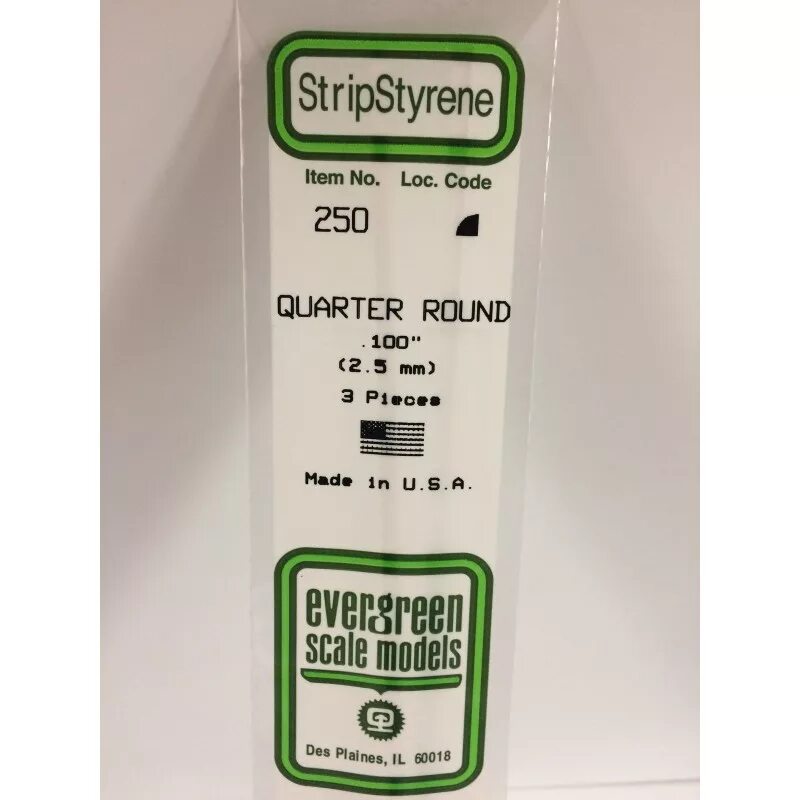 StripStyrene
Item No. Loc. Code
250
QUARTER ROUND
.100"
(2.5 mm)
3 Pieces
Made in U.S.A.
evergreen
scale models
Des Plaines, IL 60018